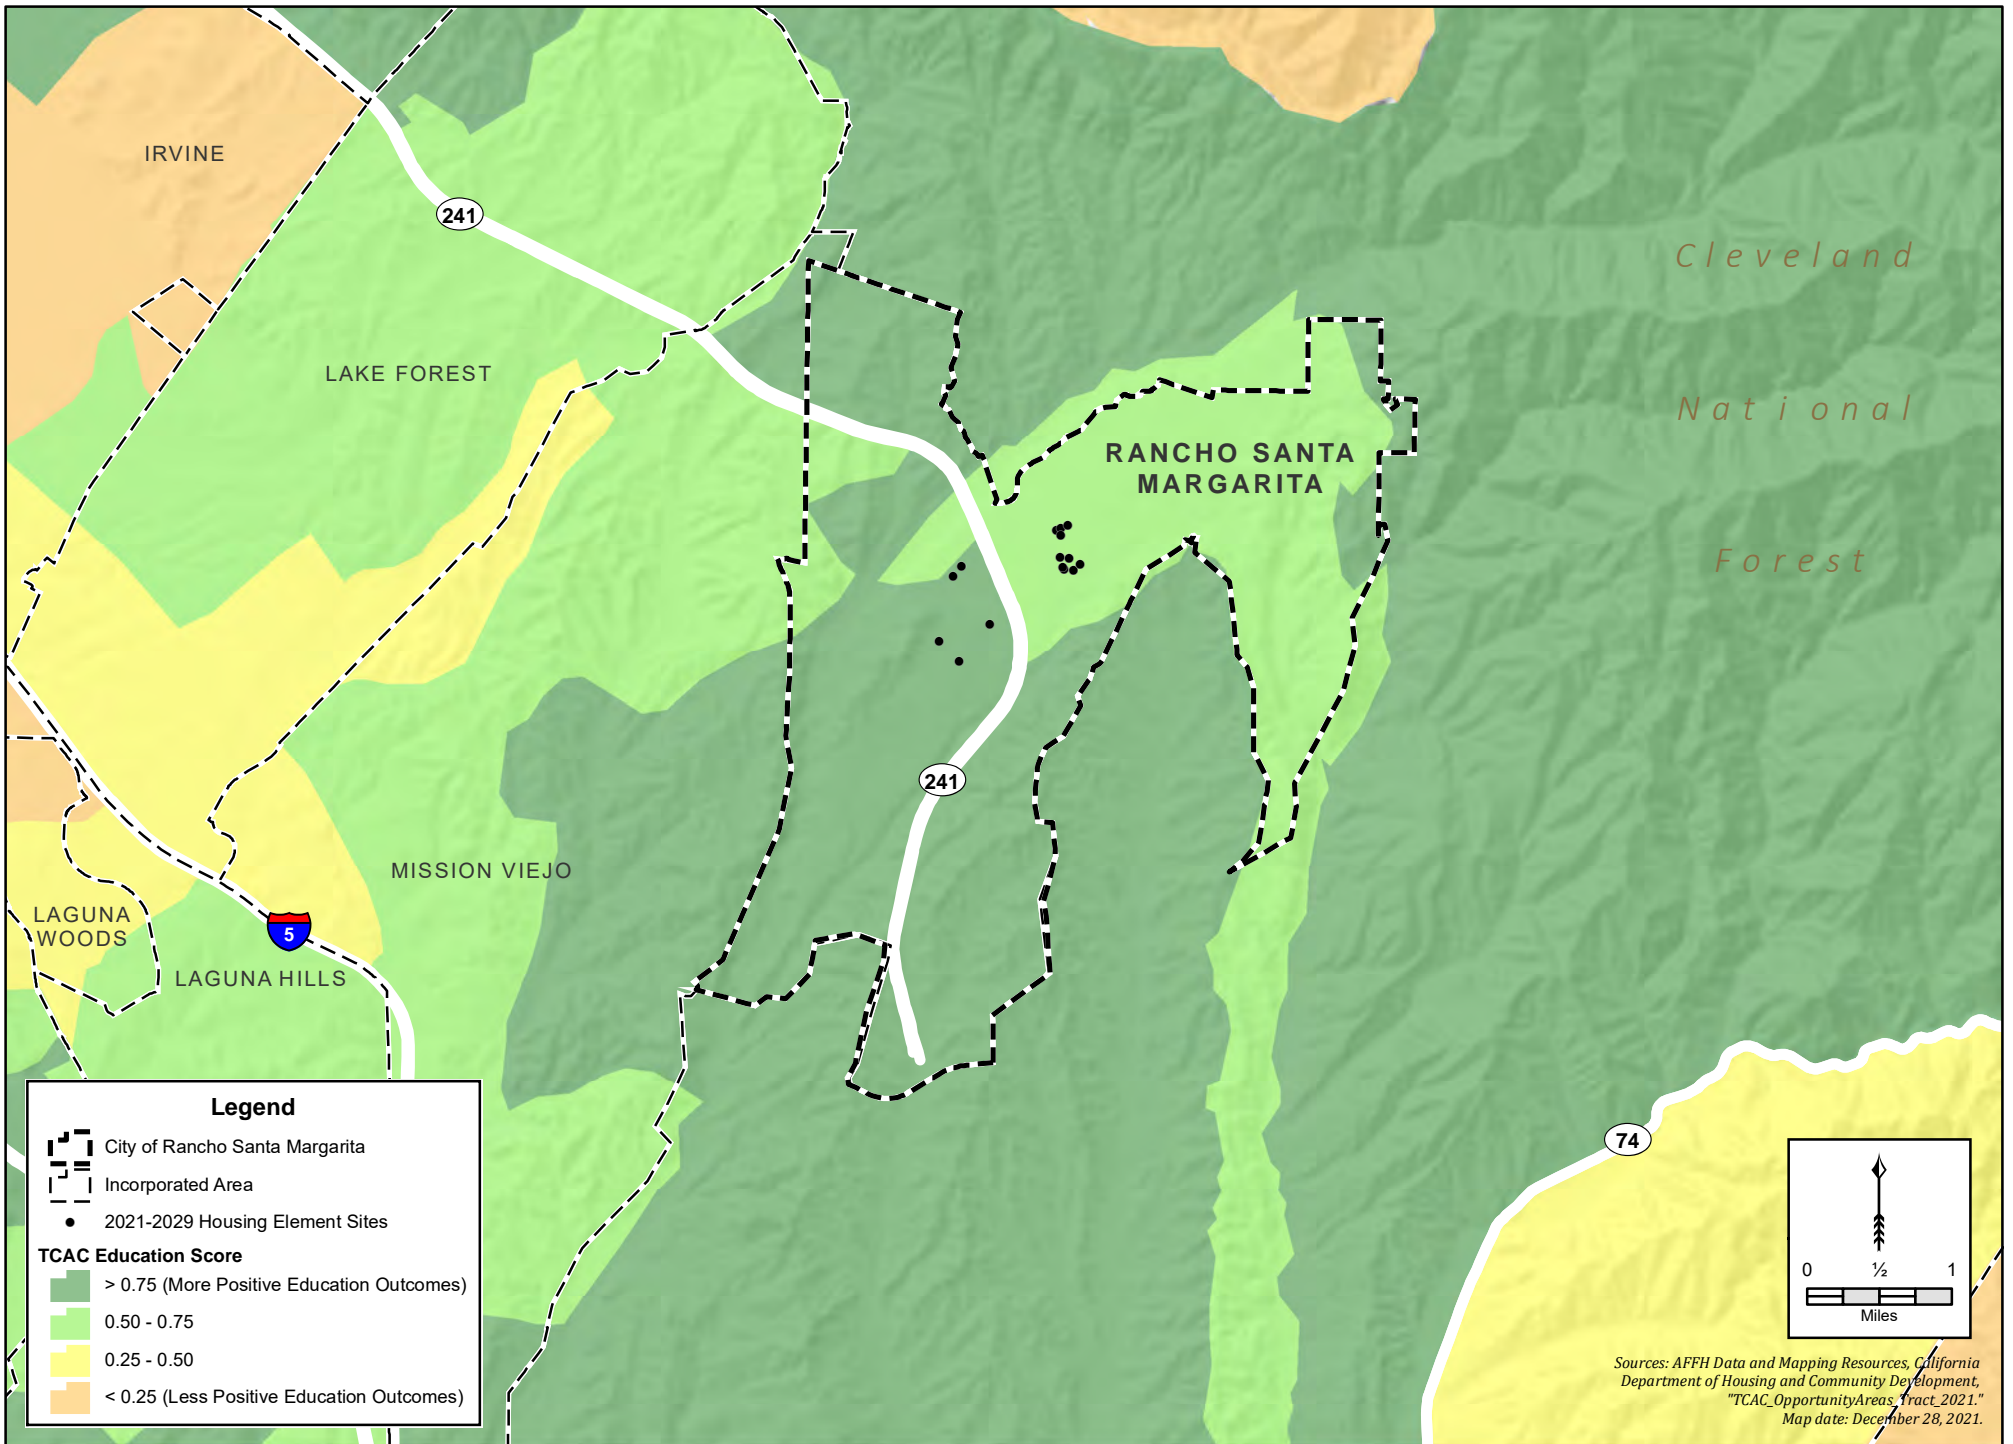 IRVINE
241
Cleveland
National
Forest
LAKE FOREST
RANCHO SANTA
MARGARITA
241
MISSION VIEJO
LAGUNA
WOODS
5
LAGUNA HILLS
74
Legend
City of Rancho Santa Margarita
Incorporated Area
2021-2029 Housing Element Sites
TCAC Education Score
> 0.75 (More Positive Education Outcomes)
0.50 - 0.75
0.25 - 0.50
< 0.25 (Less Positive Education Outcomes)
0 ½ 1
Miles
Sources: AFFH Data and Mapping Resources, California
Department of Housing and Community Development,
"TCAC_OpportunityAreas_Tract_2021."
Map date: December 28, 2021.